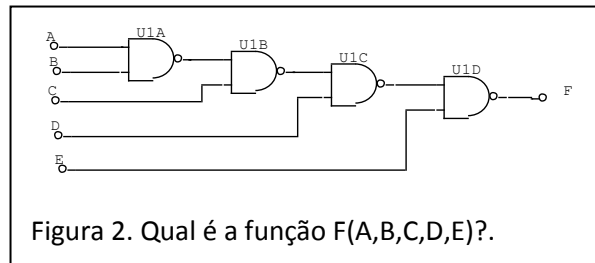 A
U1A
B
U1B
C
U1C
D
U1D
F
E
Figura 2. Qual é a função F(A,B,C,D,E)?.